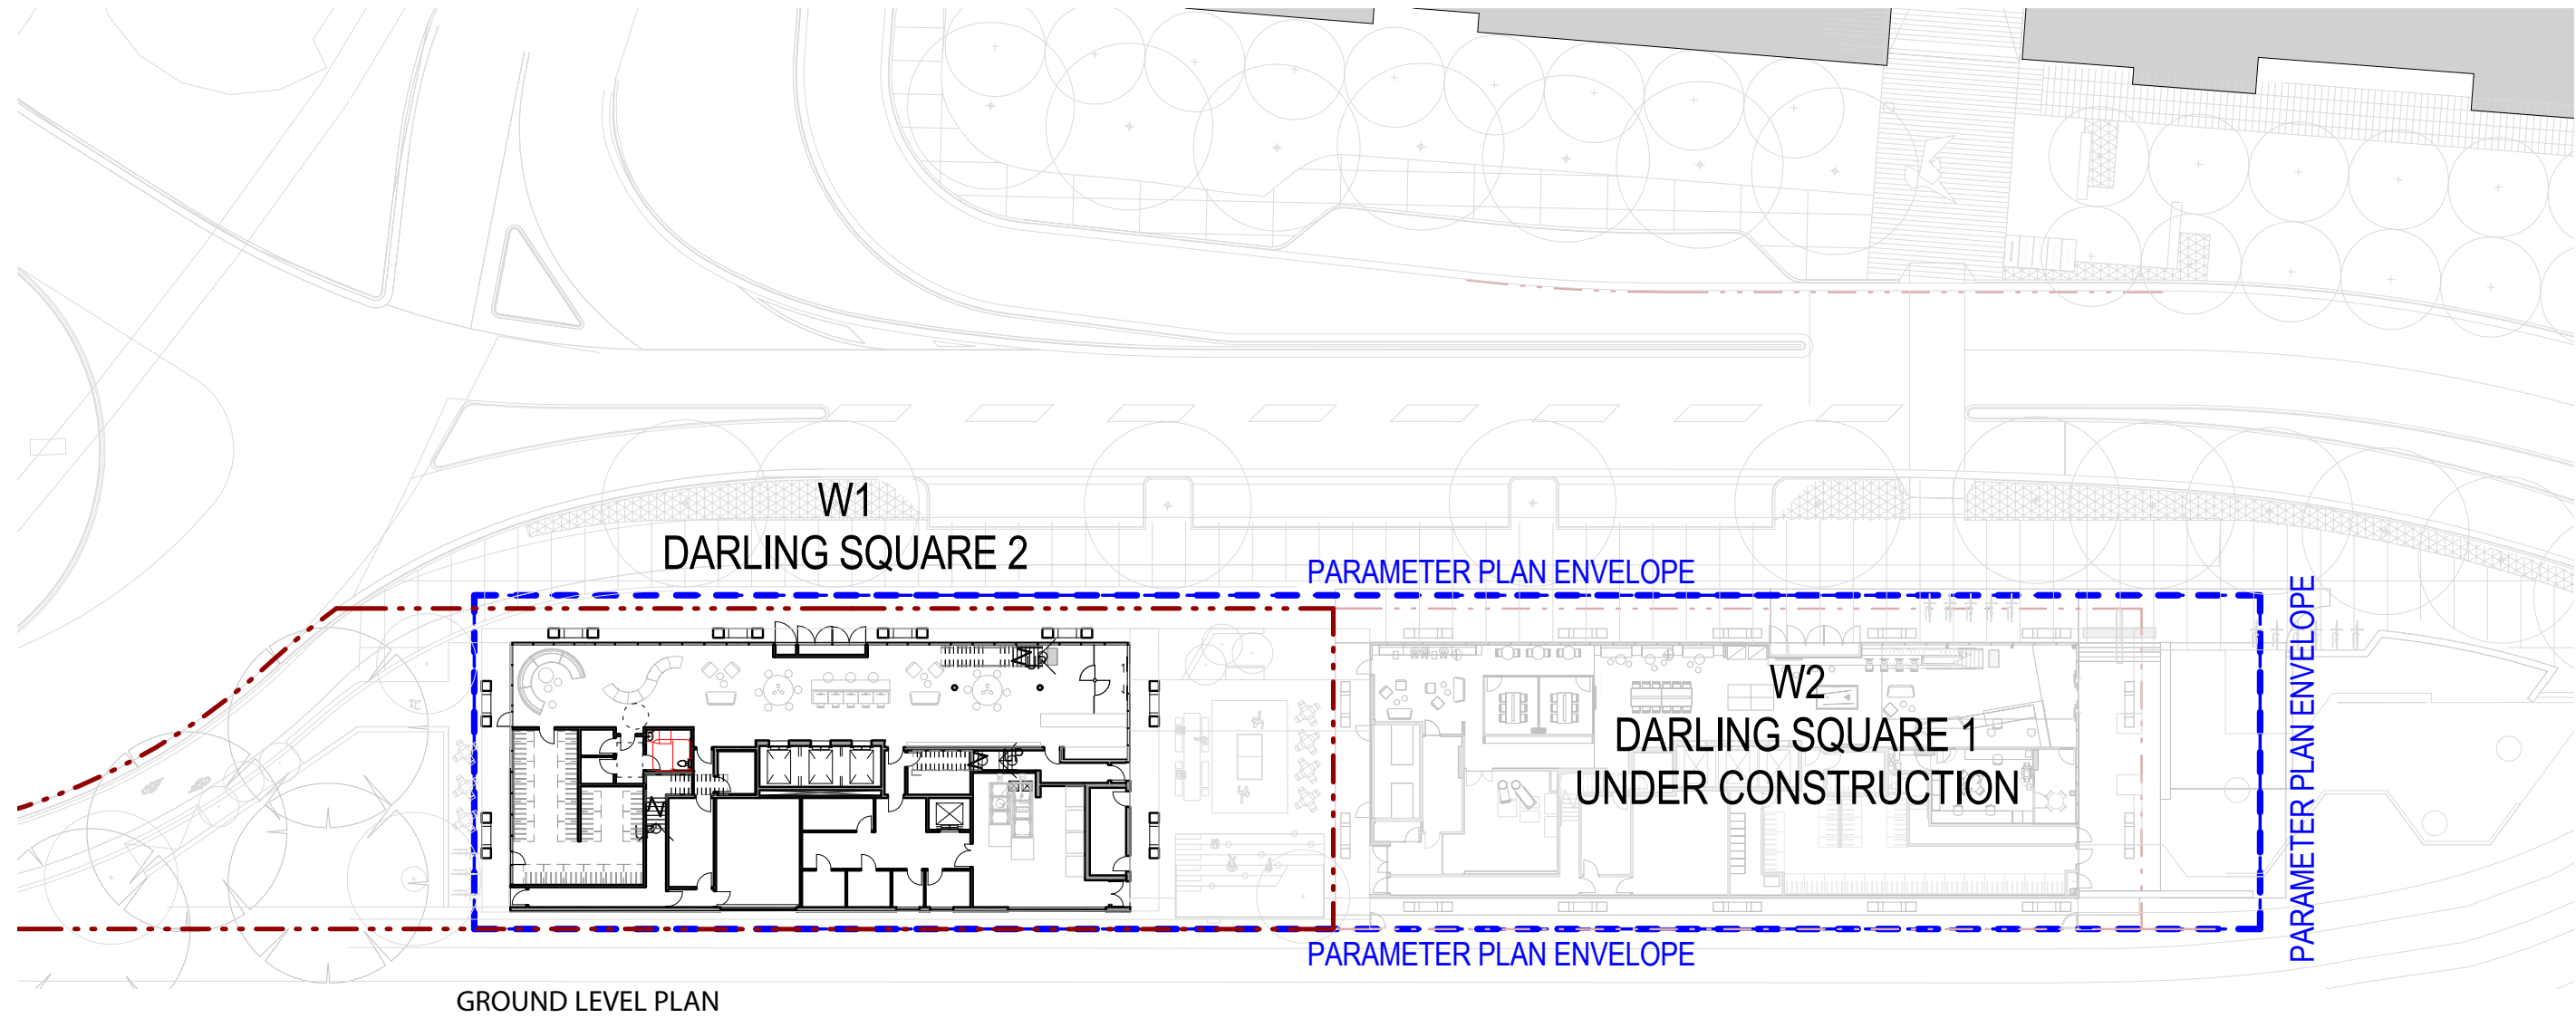 W1
DARLING SQUARE 2
PARAMETER PLAN ENVELOPE
W2
DARLING SQUARE 1
UNDER CONSTRUCTION
PARAMETER PLAN ENVELOPE
PARAMETER PLAN ENVELOPE
GROUND LEVEL PLAN